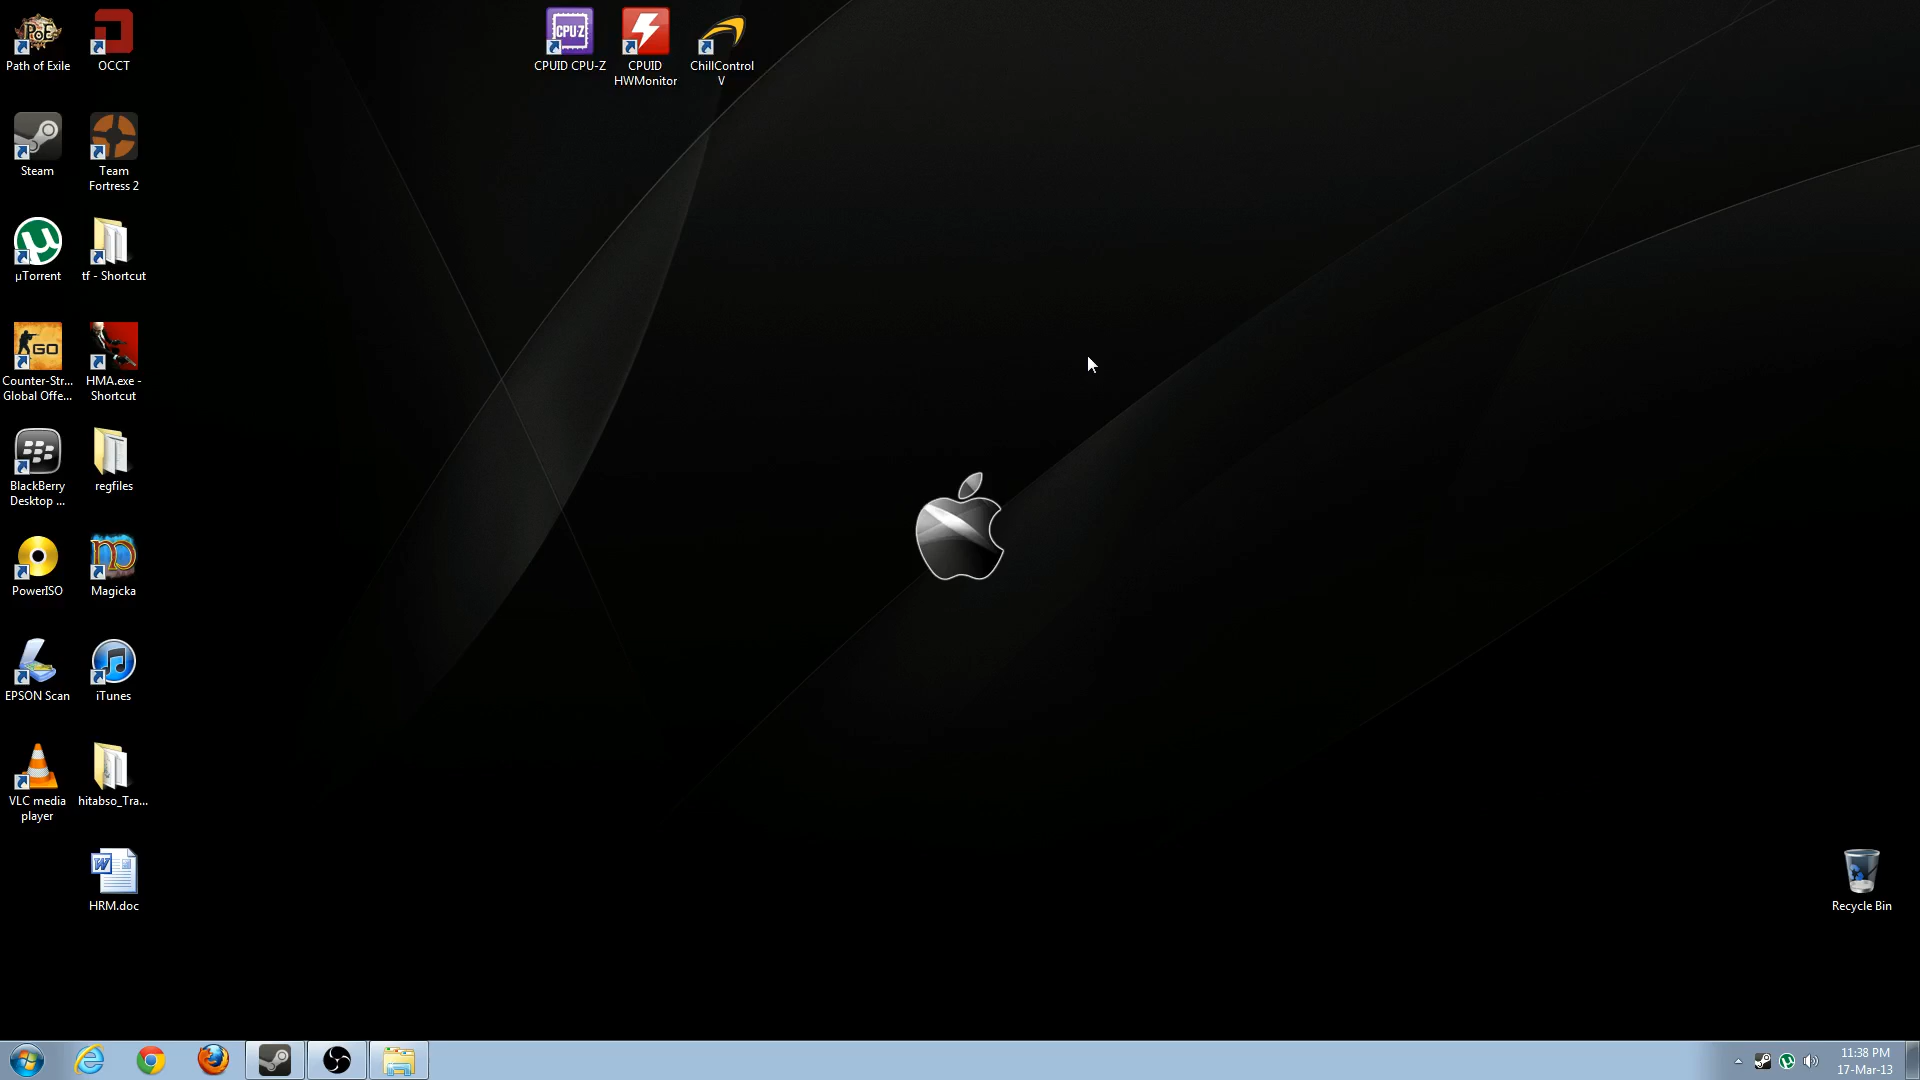 Path of Exile
OCCT
CPU-Z
CPUID CPU-Z
CPUID
HWMonitor
ChillControl
V
Steam
Team
Fortress 2
µTorrent
tf - Shortcut
GO
Counter-Str...
Global Offe...
HMA.exe -
Shortcut
BlackBerry
Desktop ...
regfiles
PowerISO
Magicka
EPSON Scan
iTunes
VLC media
player
hitabso_Tra...
W
HRM.doc
Recycle Bin
11:38 PM
17-Mar-13